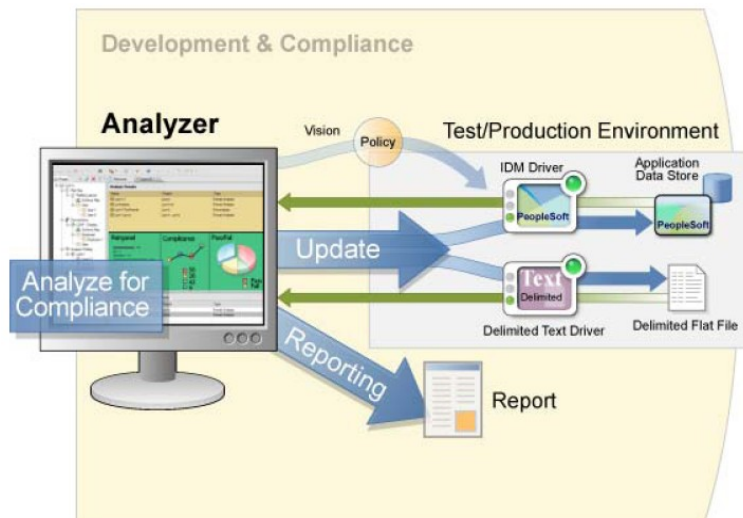 Development & Compliance
Analyzer
Vision
Policy
Test/Production Environment
IDM Driver
Application
Data Store
PeopleSoft
PeopleSoft
Update
Compliance
Analyze for
Compliance
Text
Delimited
Delimited Text Driver
Delimited Flat File
Reporting
Report